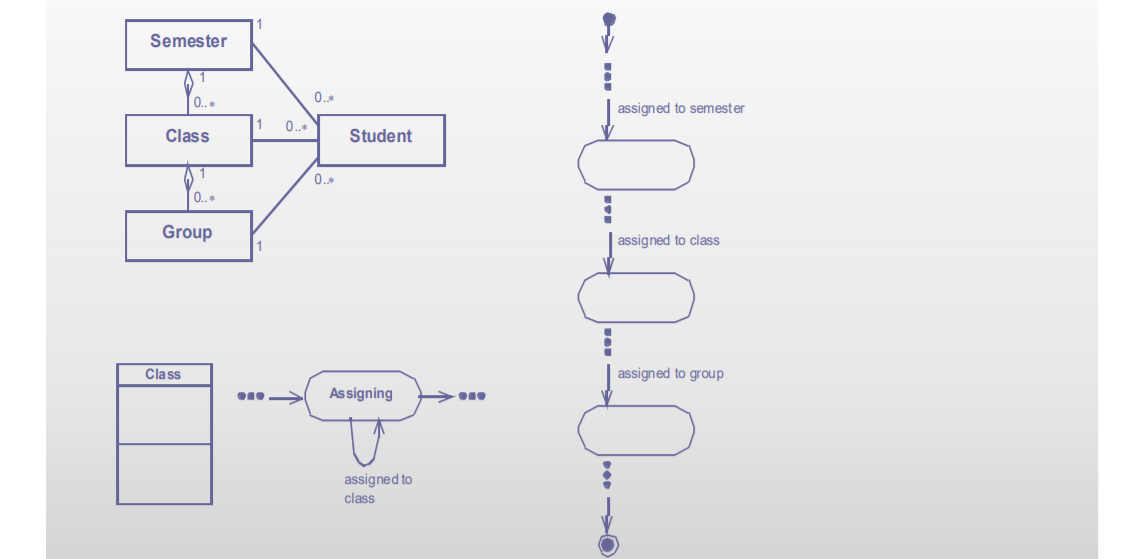 Semester
1
1
0..*
0..*
Class
1
0..*
Student
1
0..*
0..*
Group
1
assigned to semester
assigned to class
assigned to group
Class
Assigning
assigned to
class